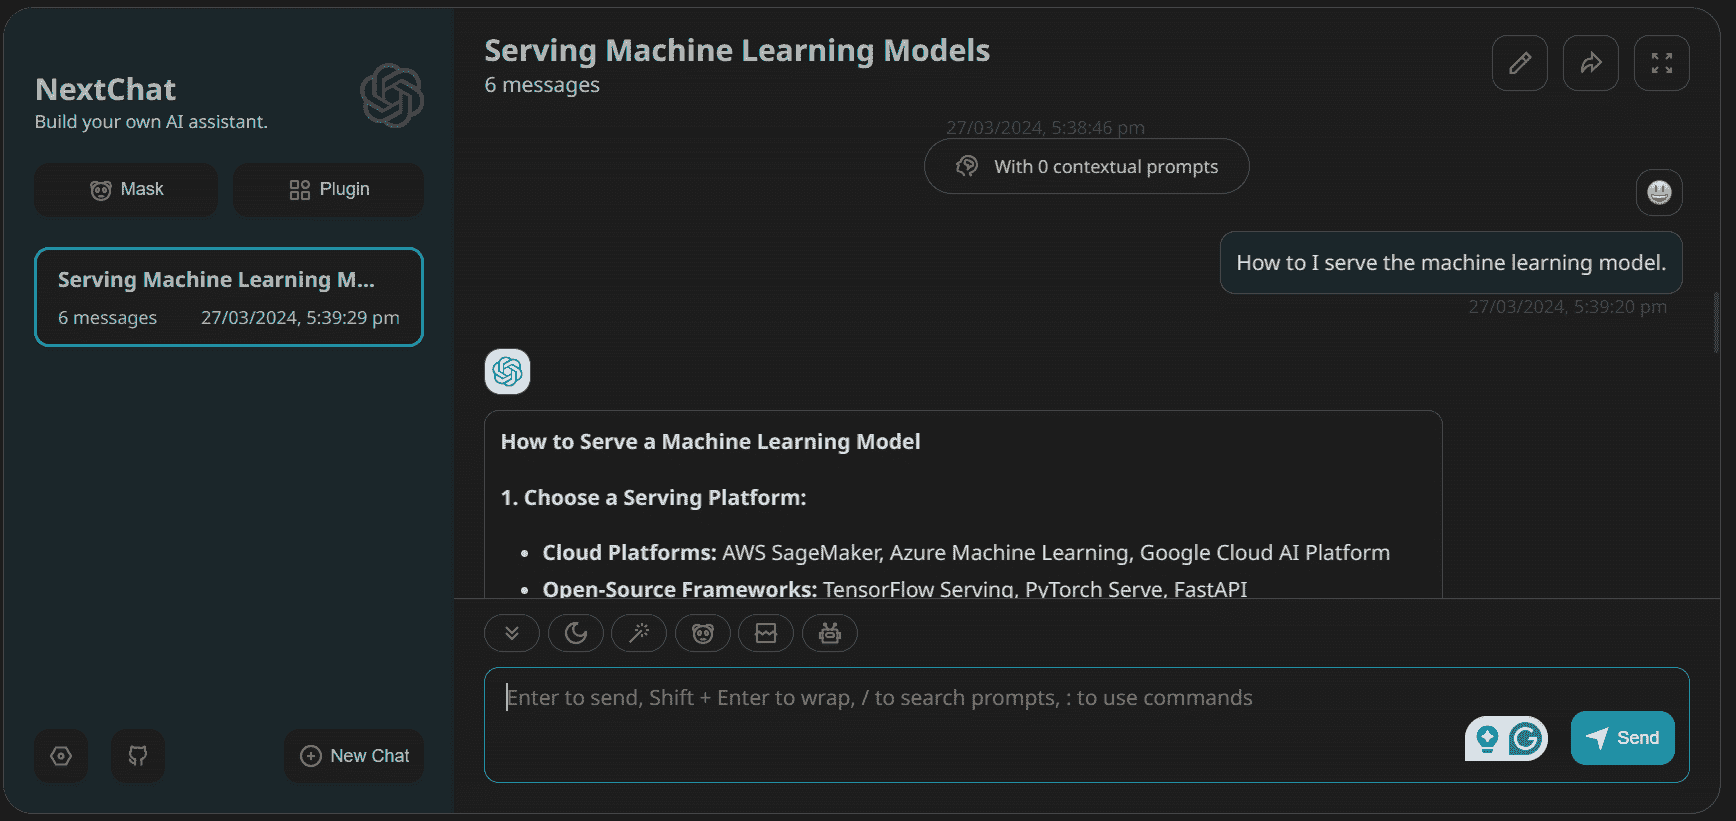 NextChat
Build your own AI assistant.
Mask
Plugin
Serving Machine Learning M...
6 messages 27/03/2024, 5:39:29 pm
New Chat
Serving Machine Learning Models
6 messages
27/03/2024, 5:38:46 pm
With 0 contextual prompts
How to I serve the machine learning model.
27/03/2024, 5:39:20 pm
How to Serve a Machine Learning Model
1. Choose a Serving Platform:
• Cloud Platforms: AWS SageMaker, Azure Machine Learning, Google Cloud AI Platform
• Open-Source Frameworks: TensorFlow Serving, PyTorch Serve, FastAPI
Enter to send, Shift + Enter to wrap, / to search prompts, : to use commands
Send